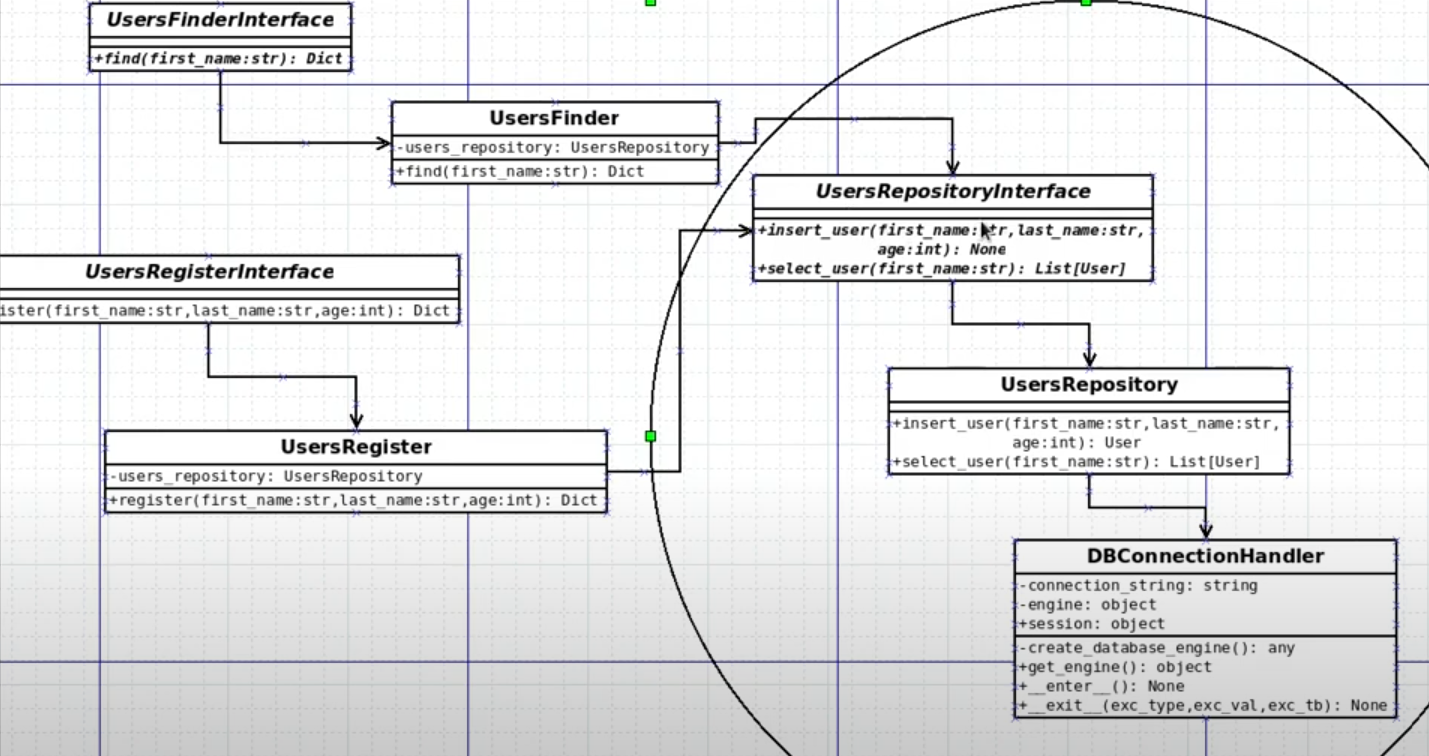 UsersFinderInterface
+find(first_name:str): Dict
UsersFinder
-users_repository: UsersRepository
+find(first_name:str): Dict
UsersRepositoryInterface
+insert_user(first_name:str,last_name:str,
age:int): None
+select_user(first_name:str): List[User]
UsersRegisterInterface
ister(first_name:str,last_name:str,age:int): Dict
UsersRepository
+insert_user(first_name:str,last_name:str,
age:int): User
+select_user(first_name:str): List[User]
UsersRegister
-users_repository: UsersRepository
+register(first_name:str,last_name:str,age:int): Dict
DBConnectionHandler
-connection_string: string
-engine: object
+session: object
-create_database_engine(): any
+get_engine(): object
+__enter__(): None
+__exit__(exc_type,exc_val,exc_tb): None